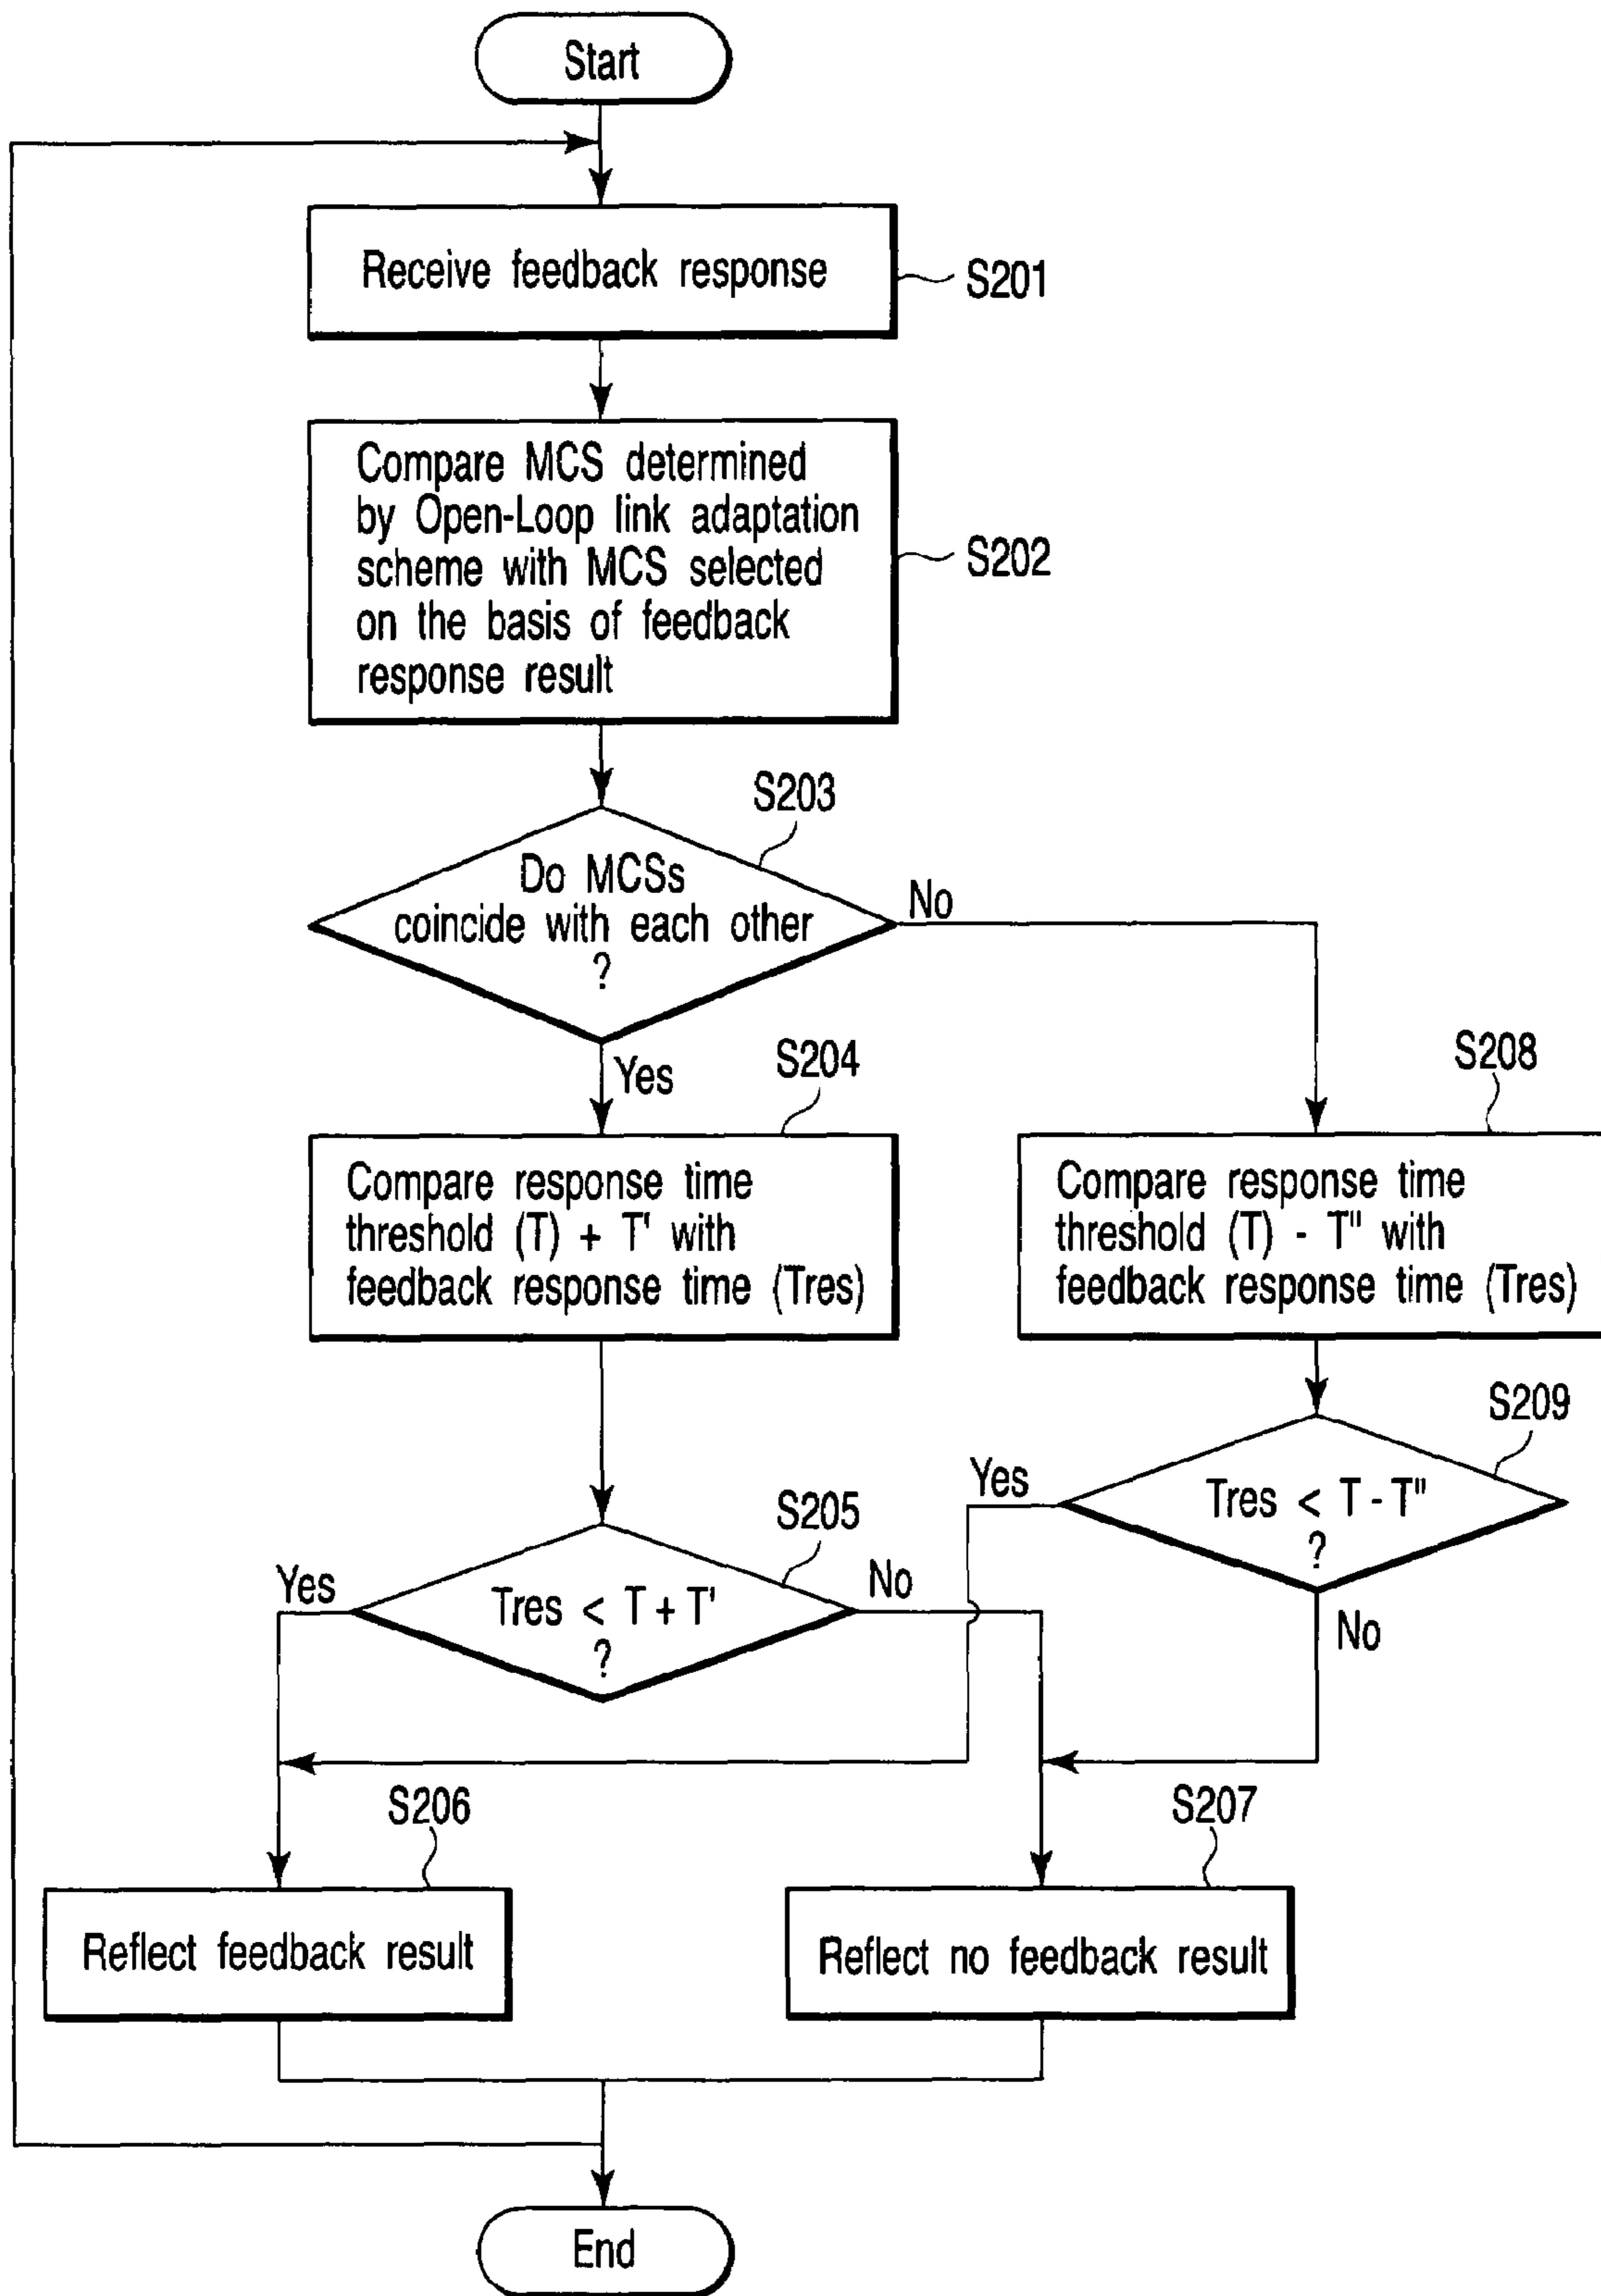 Start
Receive feedback response
S201
Compare MCS determined
by Open-Loop link adaptation
scheme with MCS selected
on the basis of feedback
response result
S202
S203
Do MCSs
coincide with each other
?
No
Yes
S204
Compare response time
threshold (T) + T' with
feedback response time (Tres)
S208
Compare response time
threshold (T) - T" with
feedback response time (Tres)
S205
Yes
Tres < T + T'
?
No
S209
Yes
Tres < T - T"
?
No
S206
Reflect feedback result
S207
Reflect no feedback result
End